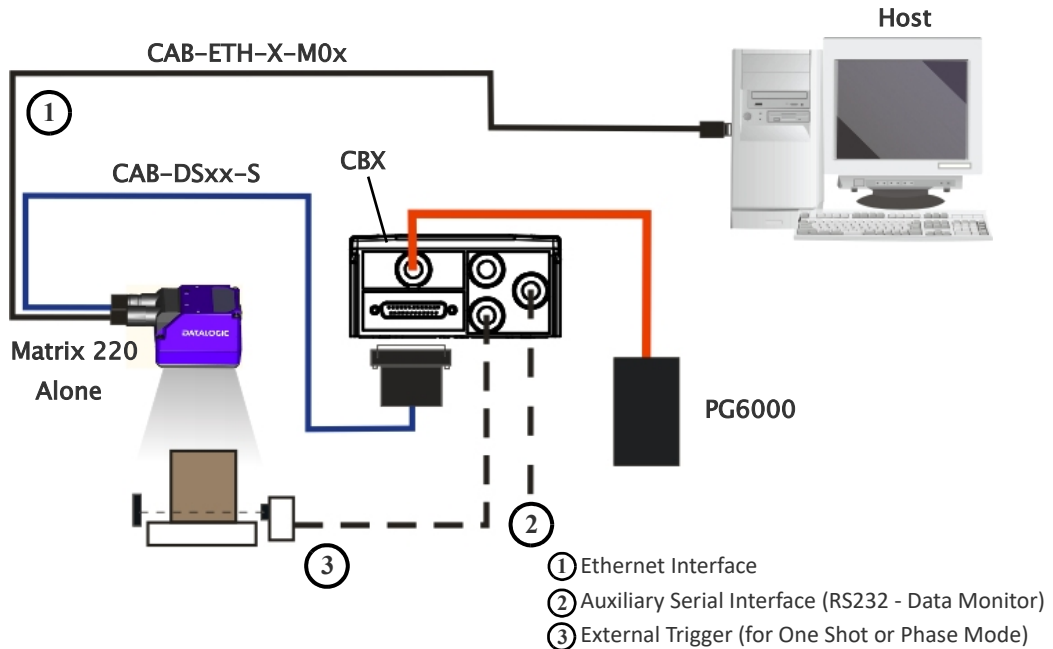 Host
CAB-ETH-X-M0x
1
CAB-DSxx-S
CBX
DATALOGIC
Matrix 220
Alone
PG6000
2
3
1 Ethernet Interface
2 Auxiliary Serial Interface (RS232 - Data Monitor)
3 External Trigger (for One Shot or Phase Mode)